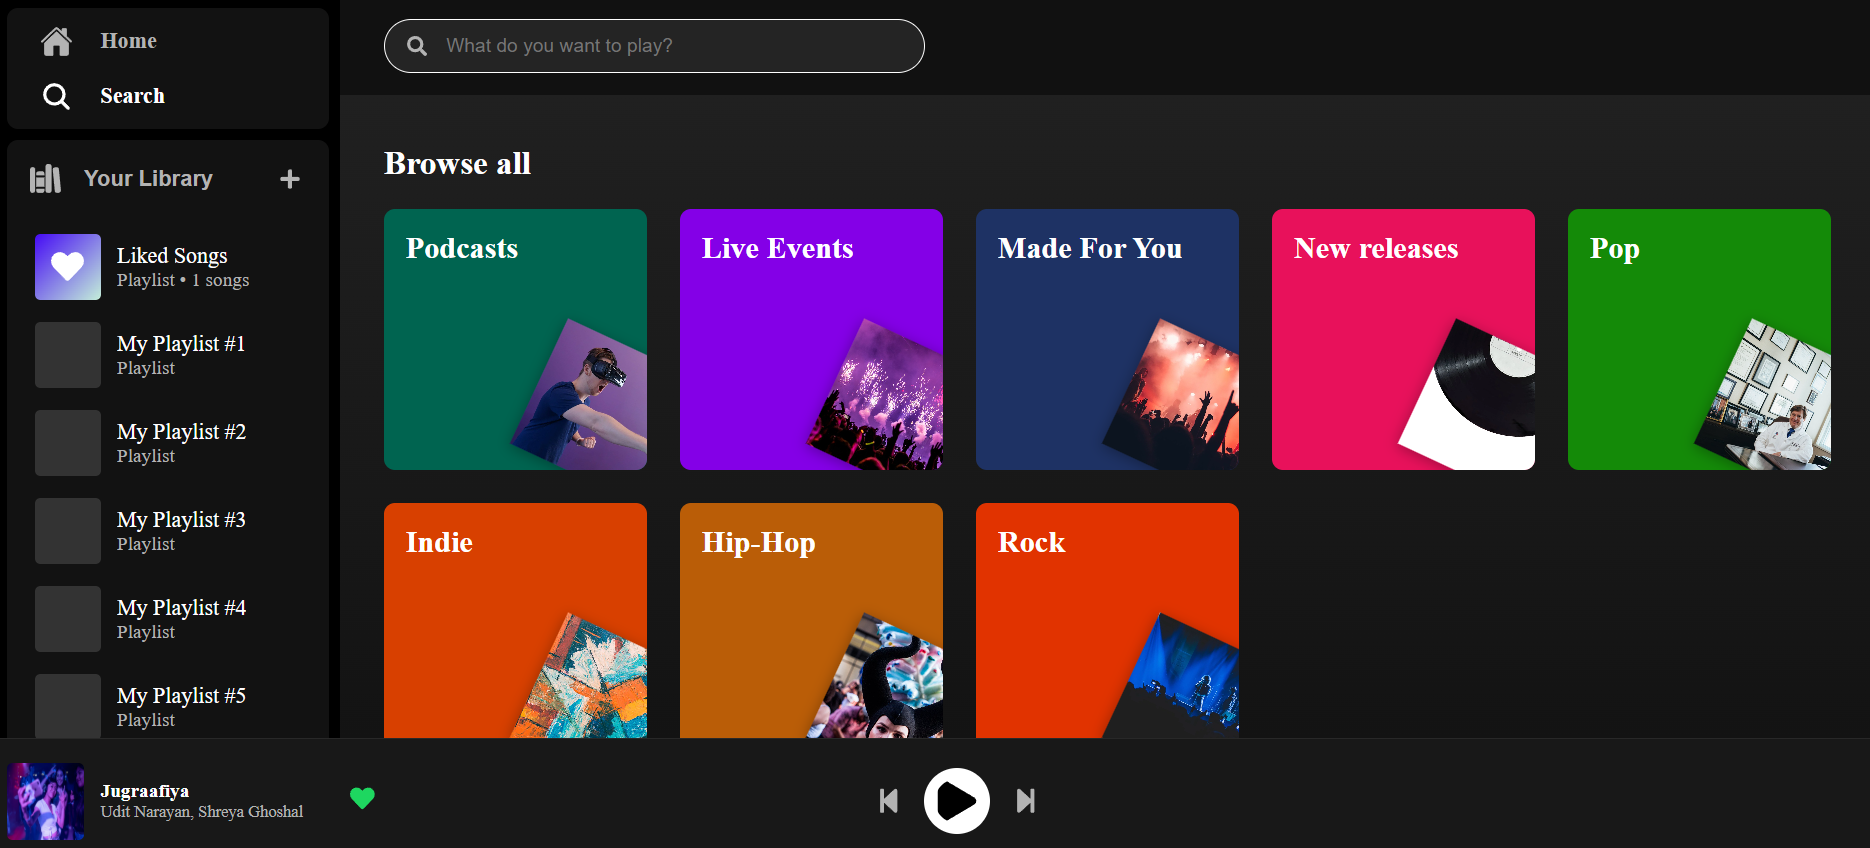 Home
Search
Your Library
Liked Songs
Playlist • 1 songs
My Playlist #1
Playlist
My Playlist #2
Playlist
My Playlist #3
Playlist
My Playlist #4
Playlist
My Playlist #5
Playlist
What do you want to play?
Browse all
Podcasts
Live Events
Made For You
New releases
Pop
Indie
Hip-Hop
Rock
Jugraafiya
Udit Narayan, Shreya Ghoshal